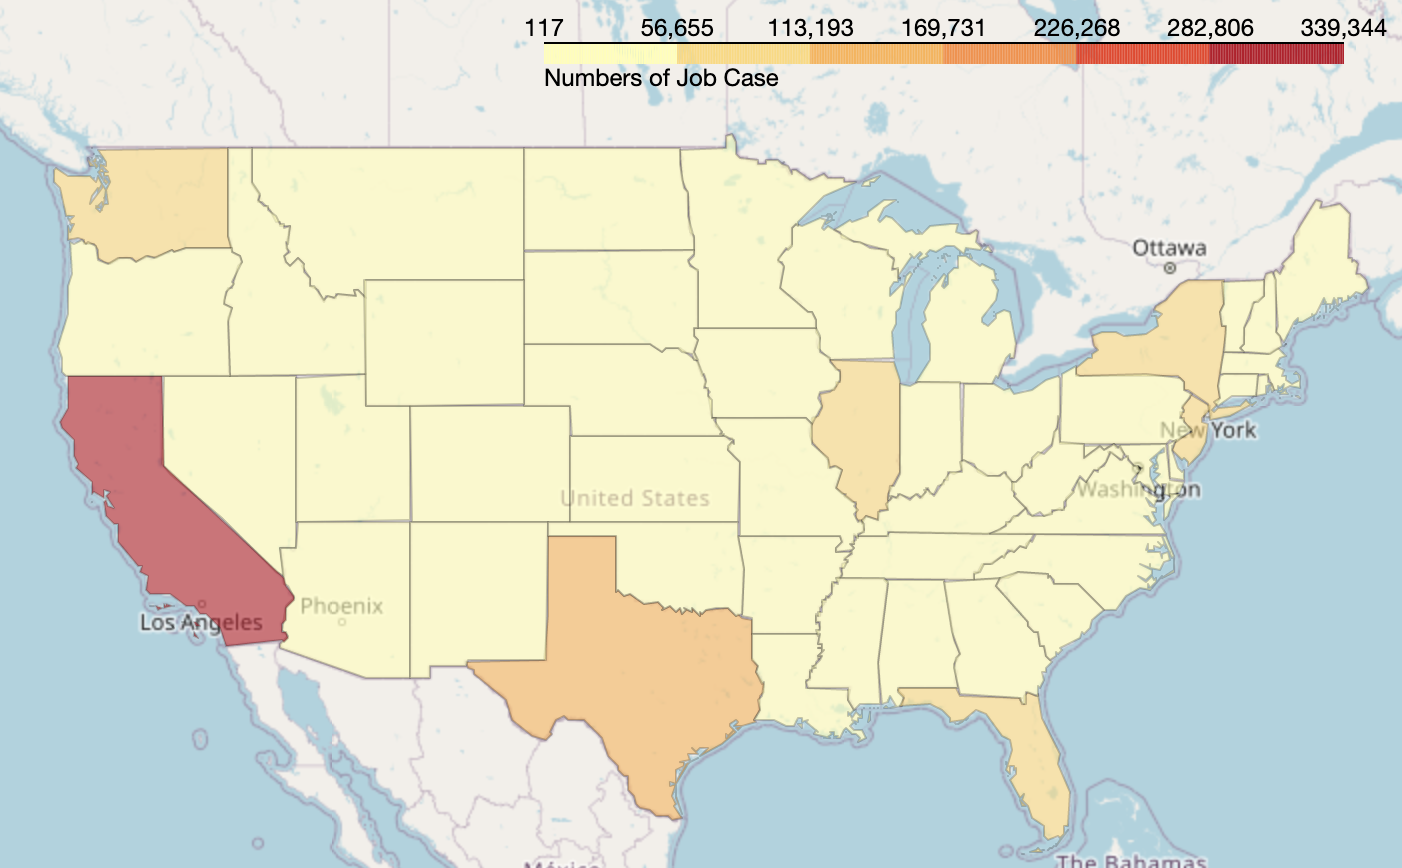 117 56,655 113,193 169,731 226,268 282,806 339,344
Numbers of Job Case
Ottawa
New York
Washington
United States
Phoenix
Los Angeles
México
The Bahamas